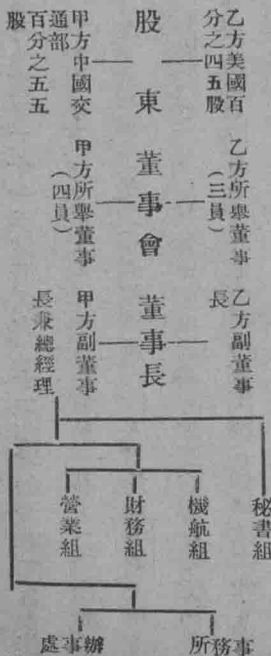 乙方美國百
分之四五股
股東
甲方中國交
通部
百分之五五
股
乙方所舉董事
(三員)
董事會
甲方所舉董事
(四員)
乙方副董事
長
董事長
甲方副董事
長兼總經理
秘書組
機航組
財務組
營業組
事務所
辦事處